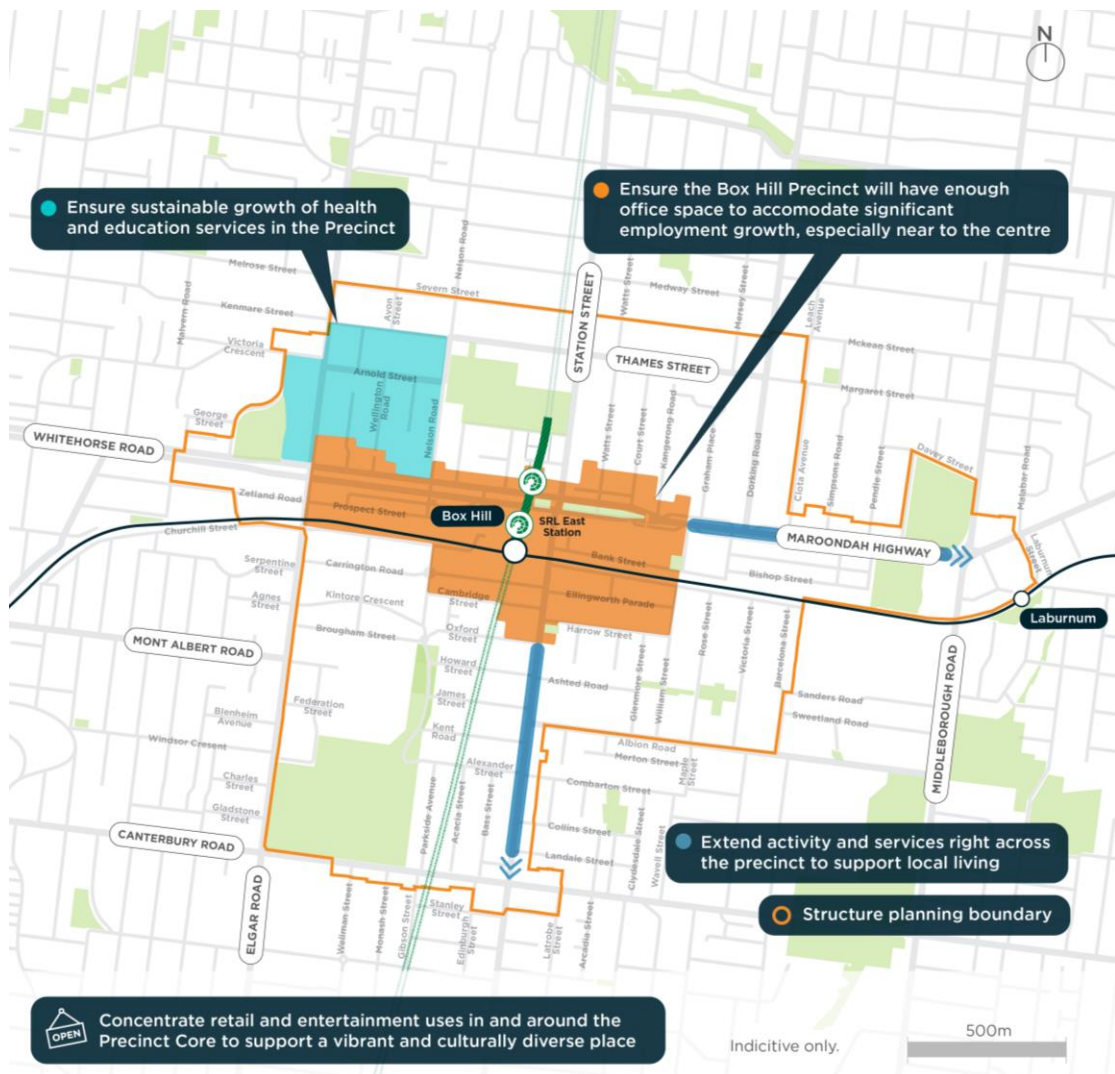 N
Ensure sustainable growth of health
and education services in the Precinct
Ensure the Box Hill Precinct will have enough
office space to accomodate significant
employment growth, especially near to the centre
Melrose Street
Nelson Road
Severn Street
STATION STREET
Watts Street
Medway Street
Mersey Street
Leach
Avenue
Malvern Road
Kenmare Street
Avon
Street
Victoria
Crescent
THAMES STREET
Mckean Street
Arnold Street
Wellington
Road
Nelson Road
Margaret Street
George
Street
WHITEHORSE ROAD
Watts Street
Court Street
Kangerong Road
Graham Place
Dorking Road
Clota Avenue
Simpsons Road
Pendle Street
Davey Street
Malabar Road
Zetland Road
Prospect Street
Box Hill
SRL East
Station
Churchill Street
MAROONDAH HIGHWAY
Laburnum
Street
Serpentine
Street
Carrington Road
Bank Street
Bishop Street
Agnes
Street
Kintore Crescent
Cambridge
Street
Ellingworth Parade
Laburnum
MONT ALBERT ROAD
Brougham Street
Oxford
Street
Harrow Street
Rose Street
Victoria Street
Barcelona Street
Howard
Street
Ashted Road
Glenmore Street
William Street
MIDDLEBOROUGH ROAD
Blenheim
Avenue
Federation
Street
James
Street
Sanders Road
Sweetland Road
Windsor Cresent
Kent
Road
Albion Road
Merton Street
Maple
Street
Charles
Street
Alexander
Street
Combarton Street
Gladstone
Street
Parkside Avenue
Acacia Street
Bass Street
Collins Street
Clydesdale Street
Wavell Street
CANTERBURY ROAD
Landale Street
Extend activity and services right across
the precinct to support local living
ELGAR ROAD
Wellman Street
Monash Street
Gibson Street
Stanley
Street
Edinburgh
Street
Latrobe
Street
Arcadia Street
Structure planning boundary
OPEN
Concentrate retail and entertainment uses in and around the
Precinct Core to support a vibrant and culturally diverse place
Indicitive only.
500m